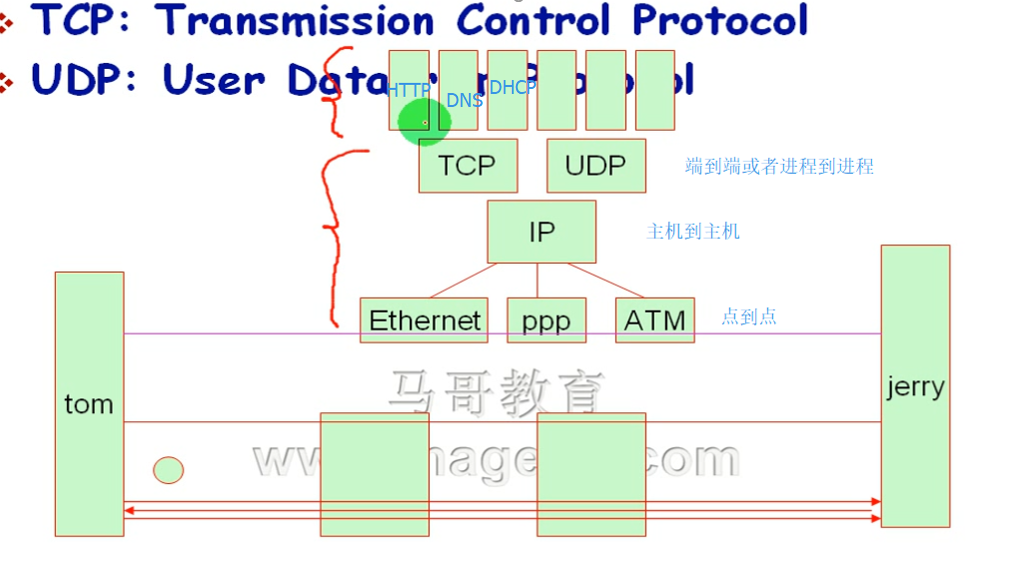 TCP: Transmission Control Protocol
UDP: User Data Protocol
HTTP
DNS
DHCP
TCP
UDP
端到端或者进程到进程
IP
主机到主机
Ethernet
ppp
ATM
点到点
马哥教育
tom
jerry